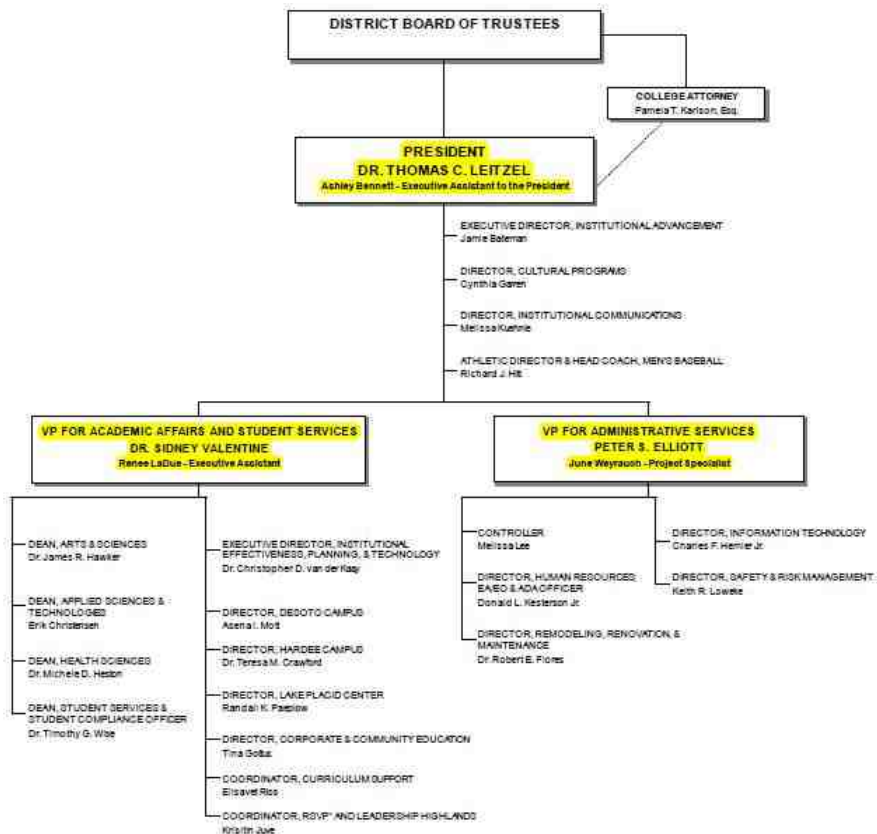 DISTRICT BOARD OF TRUSTEES
COLLEGE ATTORNEY
Pamela T. Karlson, Esq.
PRESIDENT
DR. THOMAS C. LEITZEL
Ashley Bennett - Executive Assistant to the President
EXECUTIVE DIRECTOR, INSTITUTIONAL ADVANCEMENT
Jamie Bateman
DIRECTOR, CULTURAL PROGRAMS
Cynthia Garren
DIRECTOR, INSTITUTIONAL COMMUNICATIONS
Melissa Kuehnle
ATHLETIC DIRECTOR & HEAD COACH, MEN'S BASEBALL
Richard J. Hitt
VP FOR ACADEMIC AFFAIRS AND STUDENT SERVICES
DR. SIDNEY VALENTINE
Renee LaDue - Executive Assistant
DEAN, ARTS & SCIENCES
Dr. James R. Hawker
DEAN, APPLIED SCIENCES &
TECHNOLOGIES
Erik Christensen
DEAN, HEALTH SCIENCES
Dr. Michele D. Heston
DEAN, STUDENT SERVICES &
STUDENT COMPLIANCE OFFICER
Dr. Timothy G. Wise
EXECUTIVE DIRECTOR, INSTITUTIONAL
EFFECTIVENESS, PLANNING, & TECHNOLOGY
Dr. Christopher D. van der Kaay
DIRECTOR, DESOTO CAMPUS
Asena I. Mott
DIRECTOR, HARDEE CAMPUS
Dr. Teresa M. Crawford
DIRECTOR, LAKE PLACID CENTER
Randall K. Paeplow
DIRECTOR, CORPORATE & COMMUNITY EDUCATION
Tina Gottus
COORDINATOR, CURRICULUM SUPPORT
Elisavet Rios
COORDINATOR, RSVP* AND LEADERSHIP HIGHLANDS
Kristin Juve
VP FOR ADMINISTRATIVE SERVICES
PETER S. ELLIOTT
June Weyrauch - Project Specialist
CONTROLLER
Melissa Lee
DIRECTOR, HUMAN RESOURCES,
EA/EO & ADA OFFICER
Donald L. Kesterson Jr.
DIRECTOR, REMODELING, RENOVATION, &
MAINTENANCE
Dr. Robert E. Flores
DIRECTOR, INFORMATION TECHNOLOGY
Charles F. Hemler Jr.
DIRECTOR, SAFETY & RISK MANAGEMENT
Keith R. Loweke